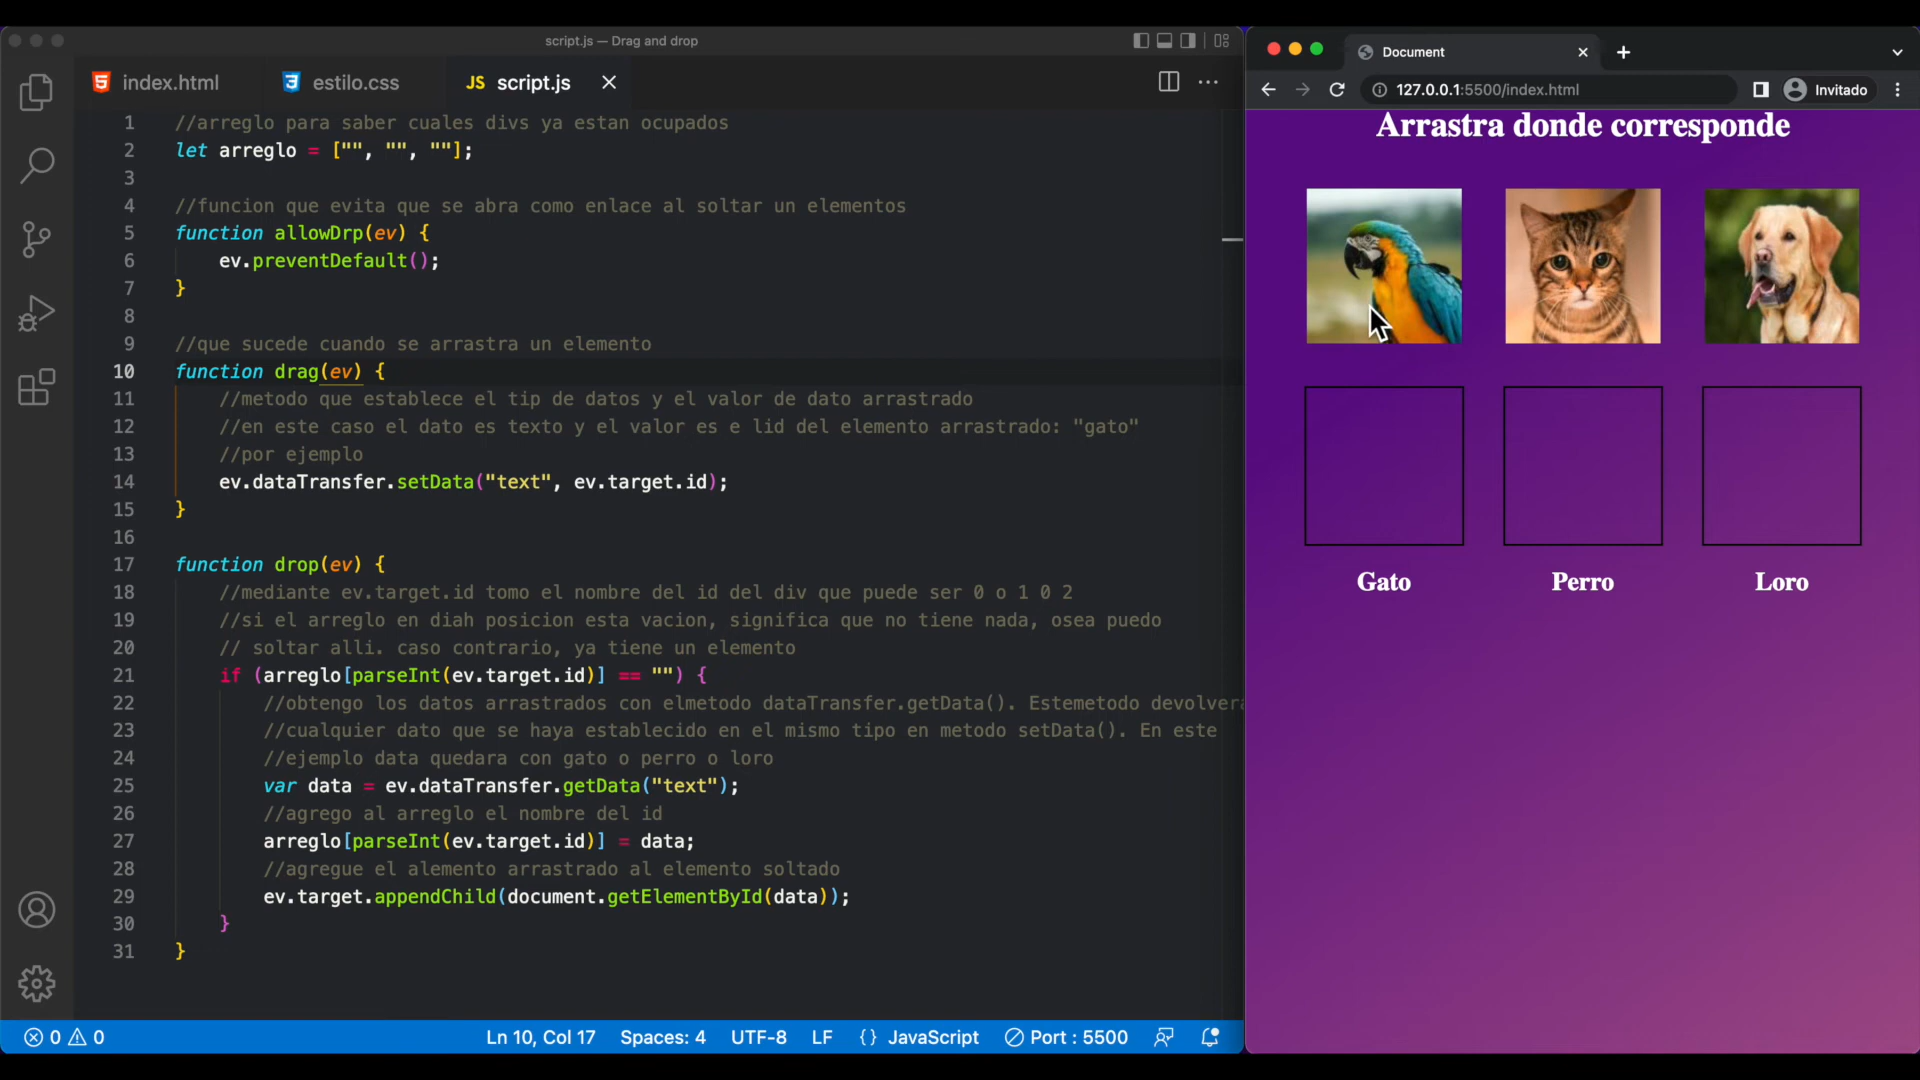 script.js — Drag and drop
index.html
estilo.css
JS script.js
1 //arreglo para saber cuales divs ya estan ocupados
2 let arreglo = ["", "", ""];
3
4 //funcion que evita que se abra como enlace al soltar un elementos
5 function allowDrp(ev) {
6 ev.preventDefault();
7 }
8
9 //que sucede cuando se arrastra un elemento
10 function drag(ev) {
11 //metodo que establece el tip de datos y el valor de dato arrastrado
12 //en este caso el dato es texto y el valor es e lid del elemento arrastrado: "gato"
13 //por ejemplo
14 ev.dataTransfer.setData("text", ev.target.id);
15 }
16
17 function drop(ev) {
18 //mediante ev.target.id tomo el nombre del id del div que puede ser 0 o 1 0 2
19 //si el arreglo en diah posicion esta vacion, significa que no tiene nada, osea puedo
20 // soltar alli. caso contrario, ya tiene un elemento
21 if (arreglo[parseInt(ev.target.id)] == "") {
22 //obtengo los datos arrastrados con elmetodo dataTransfer.getData(). Estemetodo devolvera
23 //cualquier dato que se haya establecido en el mismo tipo en metodo setData(). En este
24 //ejemplo data quedara con gato o perro o loro
25 var data = ev.dataTransfer.getData("text");
26 //agrego al arreglo el nombre del id
27 arreglo[parseInt(ev.target.id)] = data;
28 //agregue el alemento arrastrado al elemento soltado
29 ev.target.appendChild(document.getElementById(data));
30 }
31 }
0 0
Ln 10, Col 17
Spaces: 4
UTF-8
LF
{} JavaScript
Port : 5500
Document
127.0.0.1:5500/index.html
Invitado
Arrastra donde corresponde
Gato
Perro
Loro